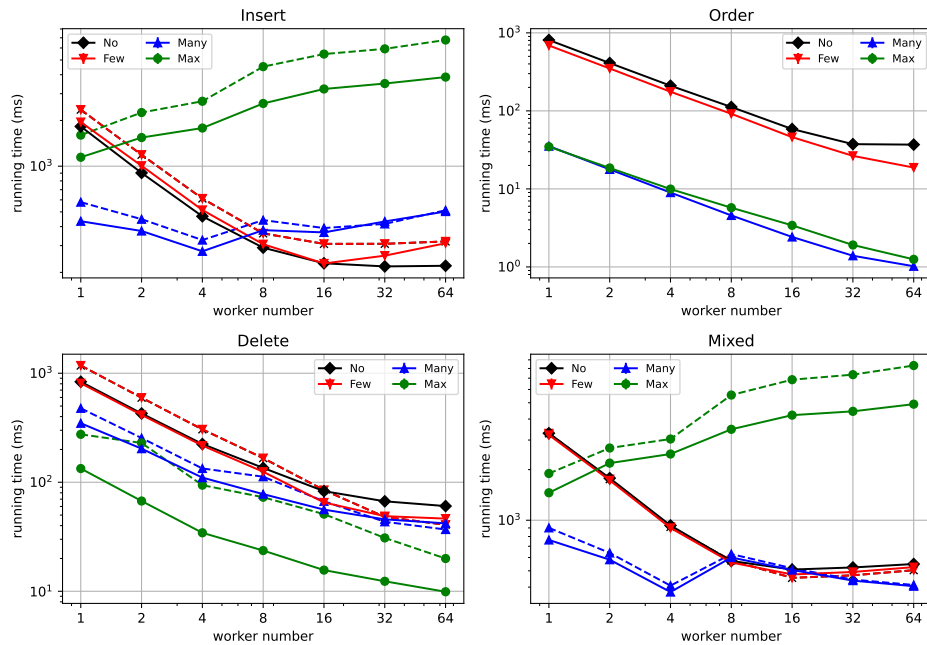 Insert
No
Few
Many
Max
10³
running time (ms)
1 2 4 8 16 32 64
worker number
Order
No
Few
Many
Max
10³
10²
10¹
10⁰
running time (ms)
1 2 4 8 16 32 64
worker number
Delete
No
Few
Many
Max
10³
10²
10¹
running time (ms)
1 2 4 8 16 32 64
worker number
Mixed
No
Few
Many
Max
10³
running time (ms)
1 2 4 8 16 32 64
worker number